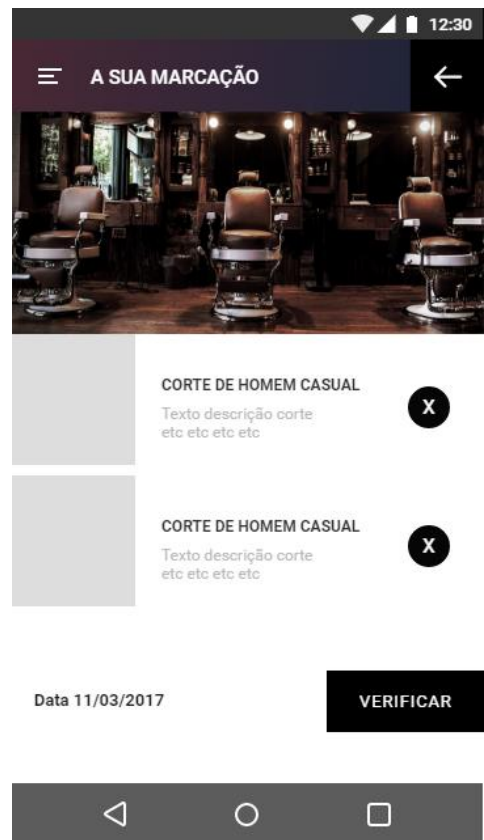 12:30
A SUA MARCAÇÃO
CORTE DE HOMEM CASUAL
Texto descrição corte
etc etc etc etc
X
CORTE DE HOMEM CASUAL
Texto descrição corte
etc etc etc etc
X
Data 11/03/2017
VERIFICAR